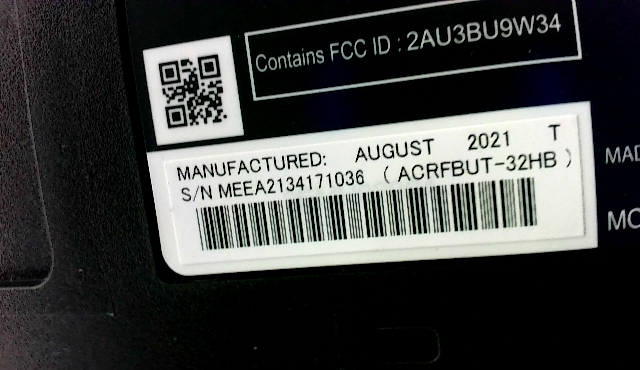 Contains FCC ID : 2AU3BU9W34
MANUFACTURED: AUGUST 2021 T
S/N MEEA2134171036 ( ACRFBUT-32HB )